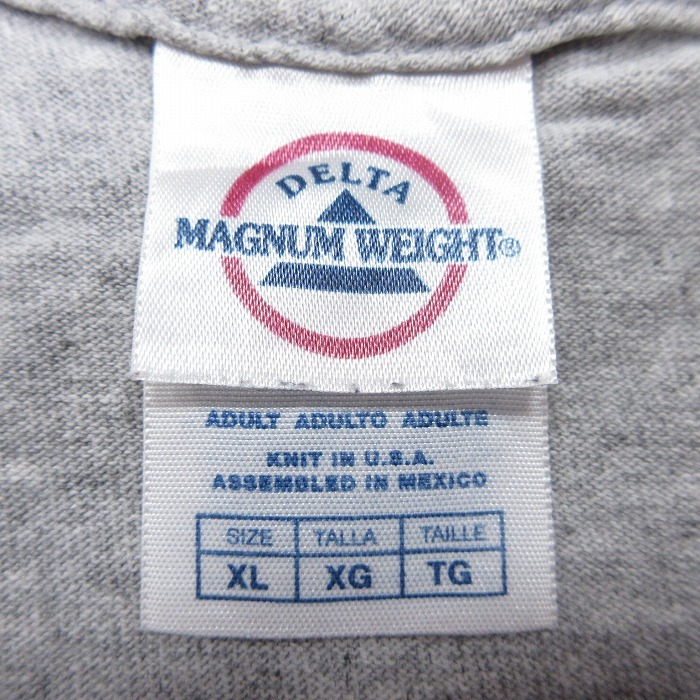 DELTA
MAGNUM WEIGHT®
ADULT ADULTO ADULTE
KNIT IN U.S.A.
ASSEMBLED IN MEXICO
SIZE TALLA TAILLE
XL XG TG